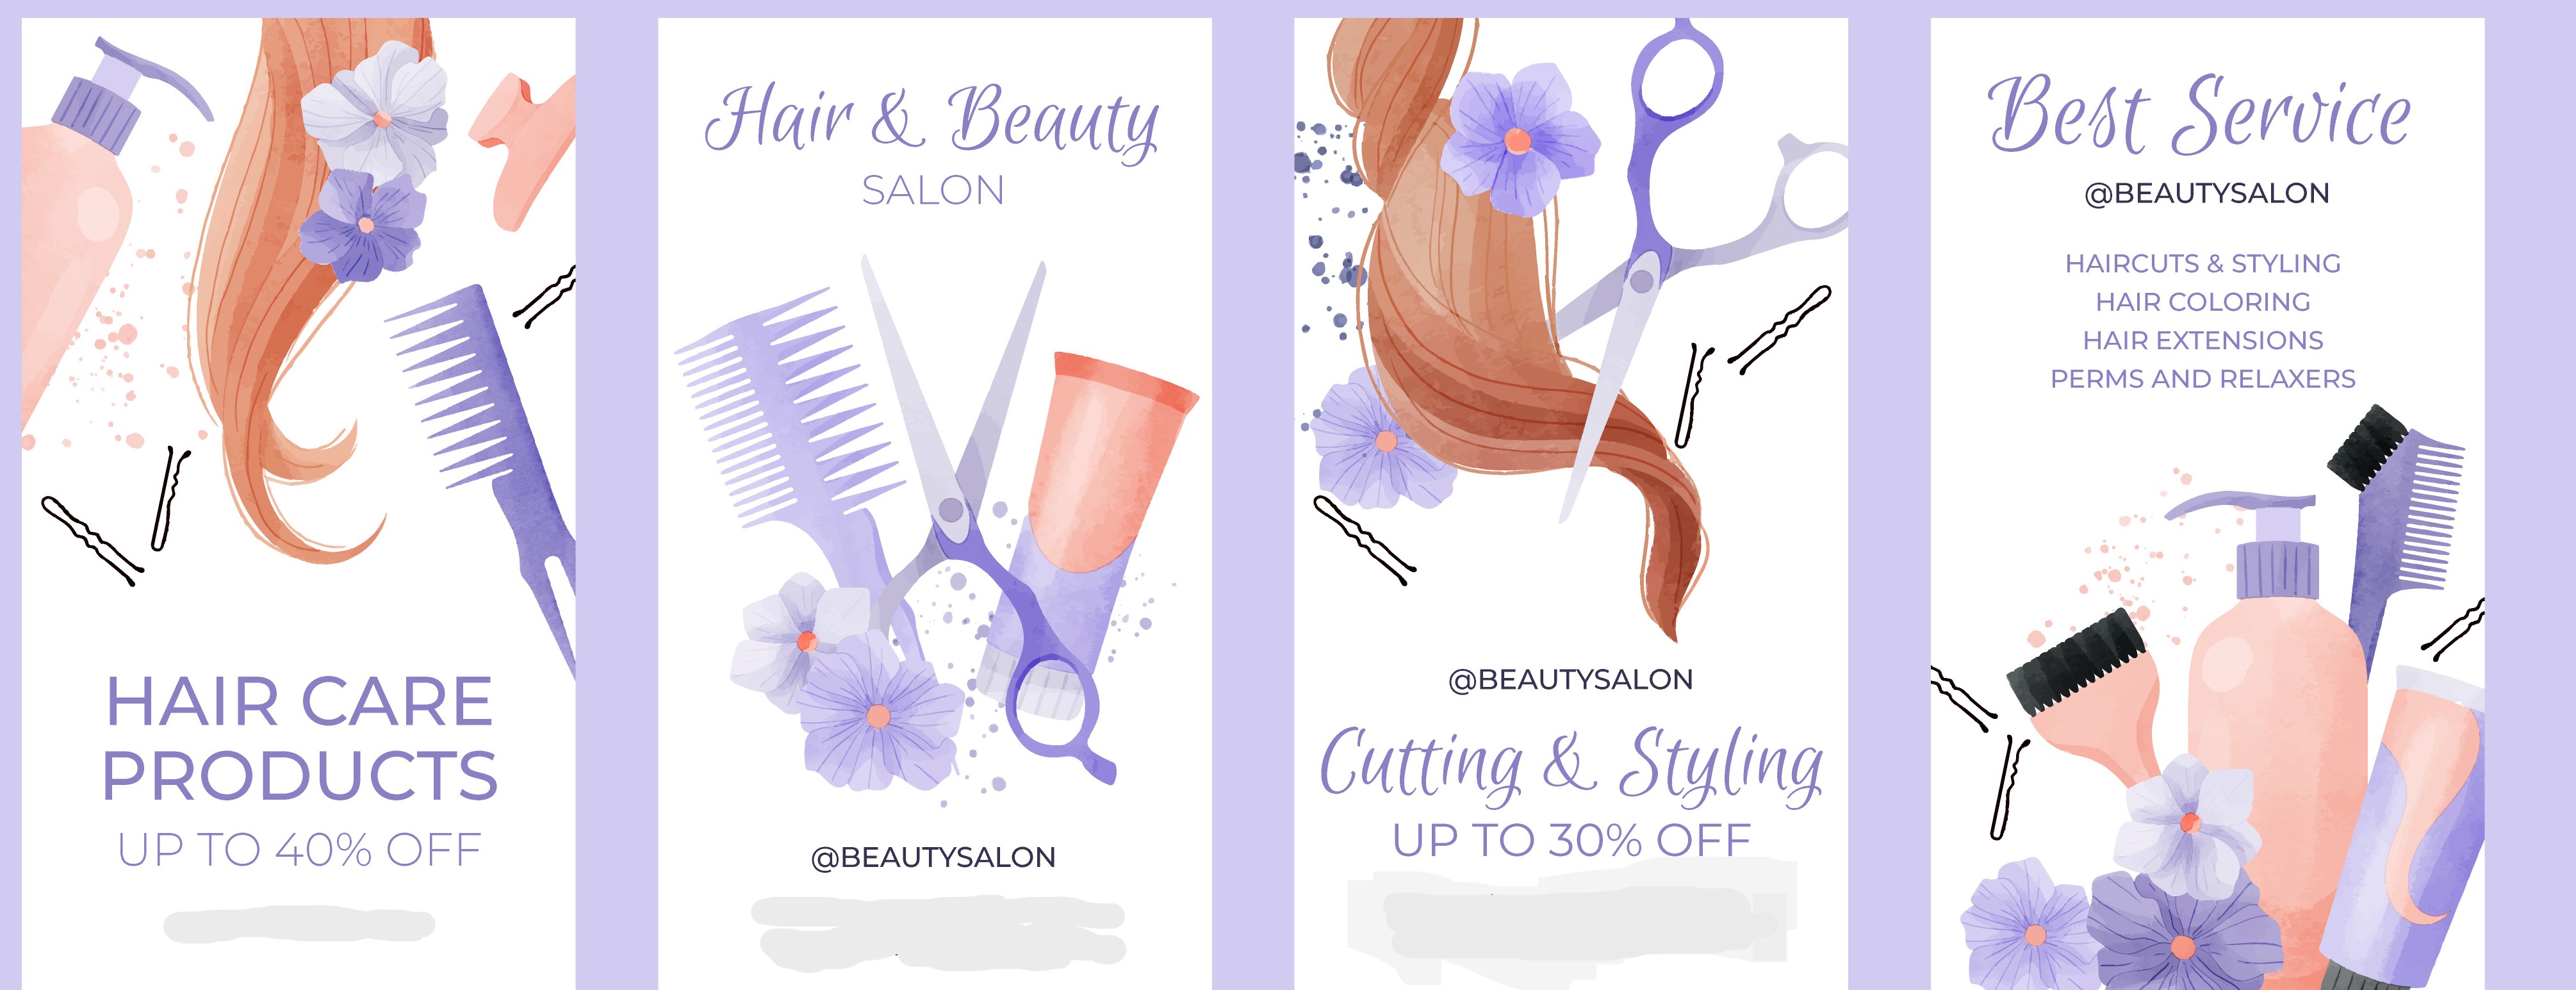 HAIR CARE
PRODUCTS
UP TO 40% OFF
Hair & Beauty
SALON
@BEAUTYSALON
@BEAUTYSALON
Cutting & Styling
UP TO 30% OFF
Best Service
@BEAUTYSALON
HAIRCUTS & STYLING
HAIR COLORING
HAIR EXTENSIONS
PERMS AND RELAXERS